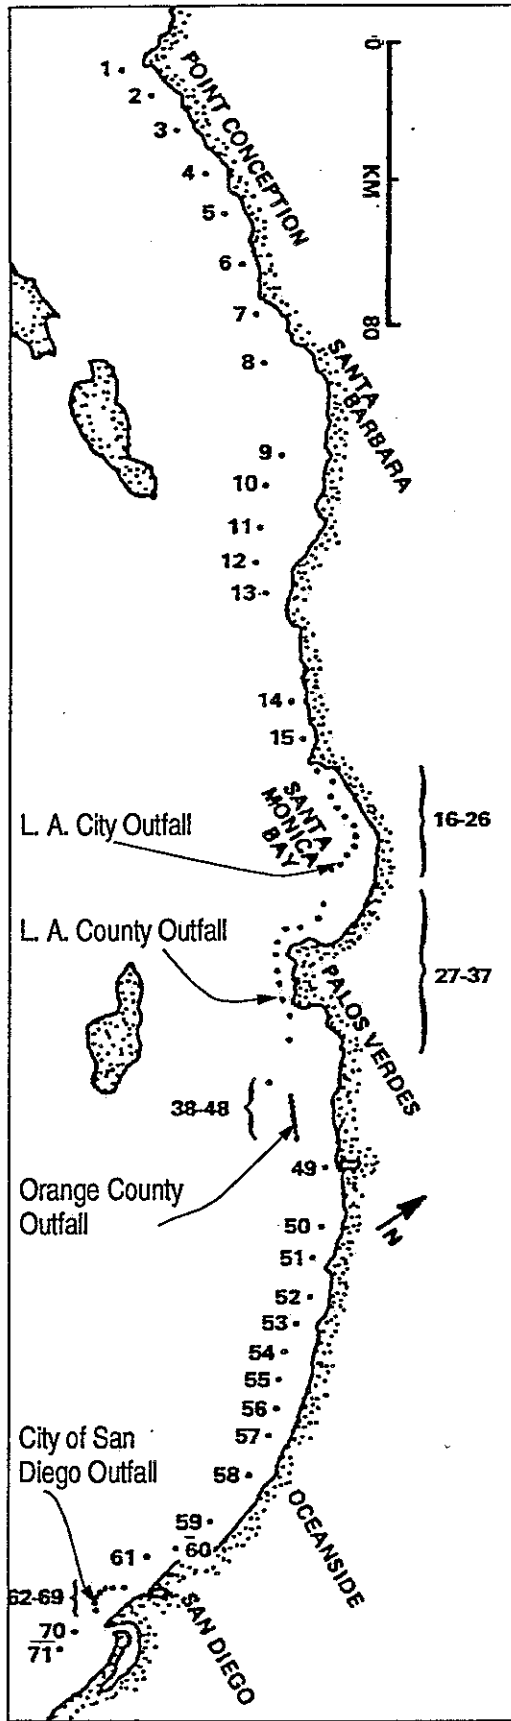 0
KM
80
POINT CONCEPTION
1
2
3
4
5
6
7
8
SANTA
BARBARA
9
10
11
12
13
14
15
SANTA
MONICA
BAY
16-26
L. A. City Outfall
L. A. County Outfall
27-37
PALOS VERDES
38-48
Orange County
Outfall
49
N
50
51
52
53
54
55
56
57
58
City of San
Diego Outfall
OCEANSIDE
59
60
61
62-69
SAN DIEGO
70
71